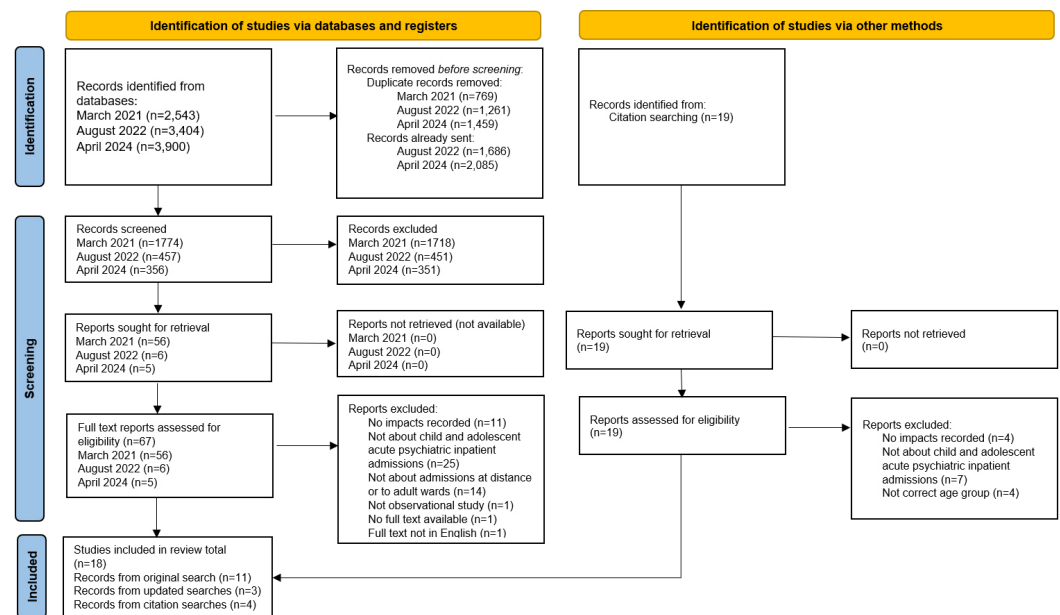 Identification of studies via databases and registers
Identification of studies via other methods
Identification
Records identified from
databases:
March 2021 (n=2,543)
August 2022 (n=3,404)
April 2024 (n=3,900)
Records removed before screening:
Duplicate records removed:
March 2021 (n=769)
August 2022 (n=1,261)
April 2024 (n=1,459)
Records already sent:
August 2022 (n=1,686)
April 2024 (n=2,085)
Records identified from:
Citation searching (n=19)
Screening
Records screened
March 2021 (n=1774)
August 2022 (n=457)
April 2024 (n=356)
Records excluded
March 2021 (n=1718)
August 2022 (n=451)
April 2024 (n=351)
Reports sought for retrieval
March 2021 (n=56)
August 2022 (n=6)
April 2024 (n=5)
Reports not retrieved (not available)
March 2021 (n=0)
August 2022 (n=0)
April 2024 (n=0)
Reports sought for retrieval
(n=19)
Reports not retrieved
(n=0)
Full text reports assessed for
eligibility (n=67)
March 2021 (n=56)
August 2022 (n=6)
April 2024 (n=5)
Reports excluded:
No impacts recorded (n=11)
Not about child and adolescent
acute psychiatric inpatient
admissions (n=25)
Not about admissions at distance
or to adult wards (n=14)
Not observational study (n=1)
No full text available (n=1)
Full text not in English (n=1)
Reports assessed for eligibility
(n=19)
Reports excluded:
No impacts recorded (n=4)
Not about child and adolescent
acute psychiatric inpatient
admissions (n=7)
Not correct age group (n=4)
Included
Studies included in review total
(n=18)
Records from original search (n=11)
Records from updated searches (n=3)
Records from citation searches (n=4)